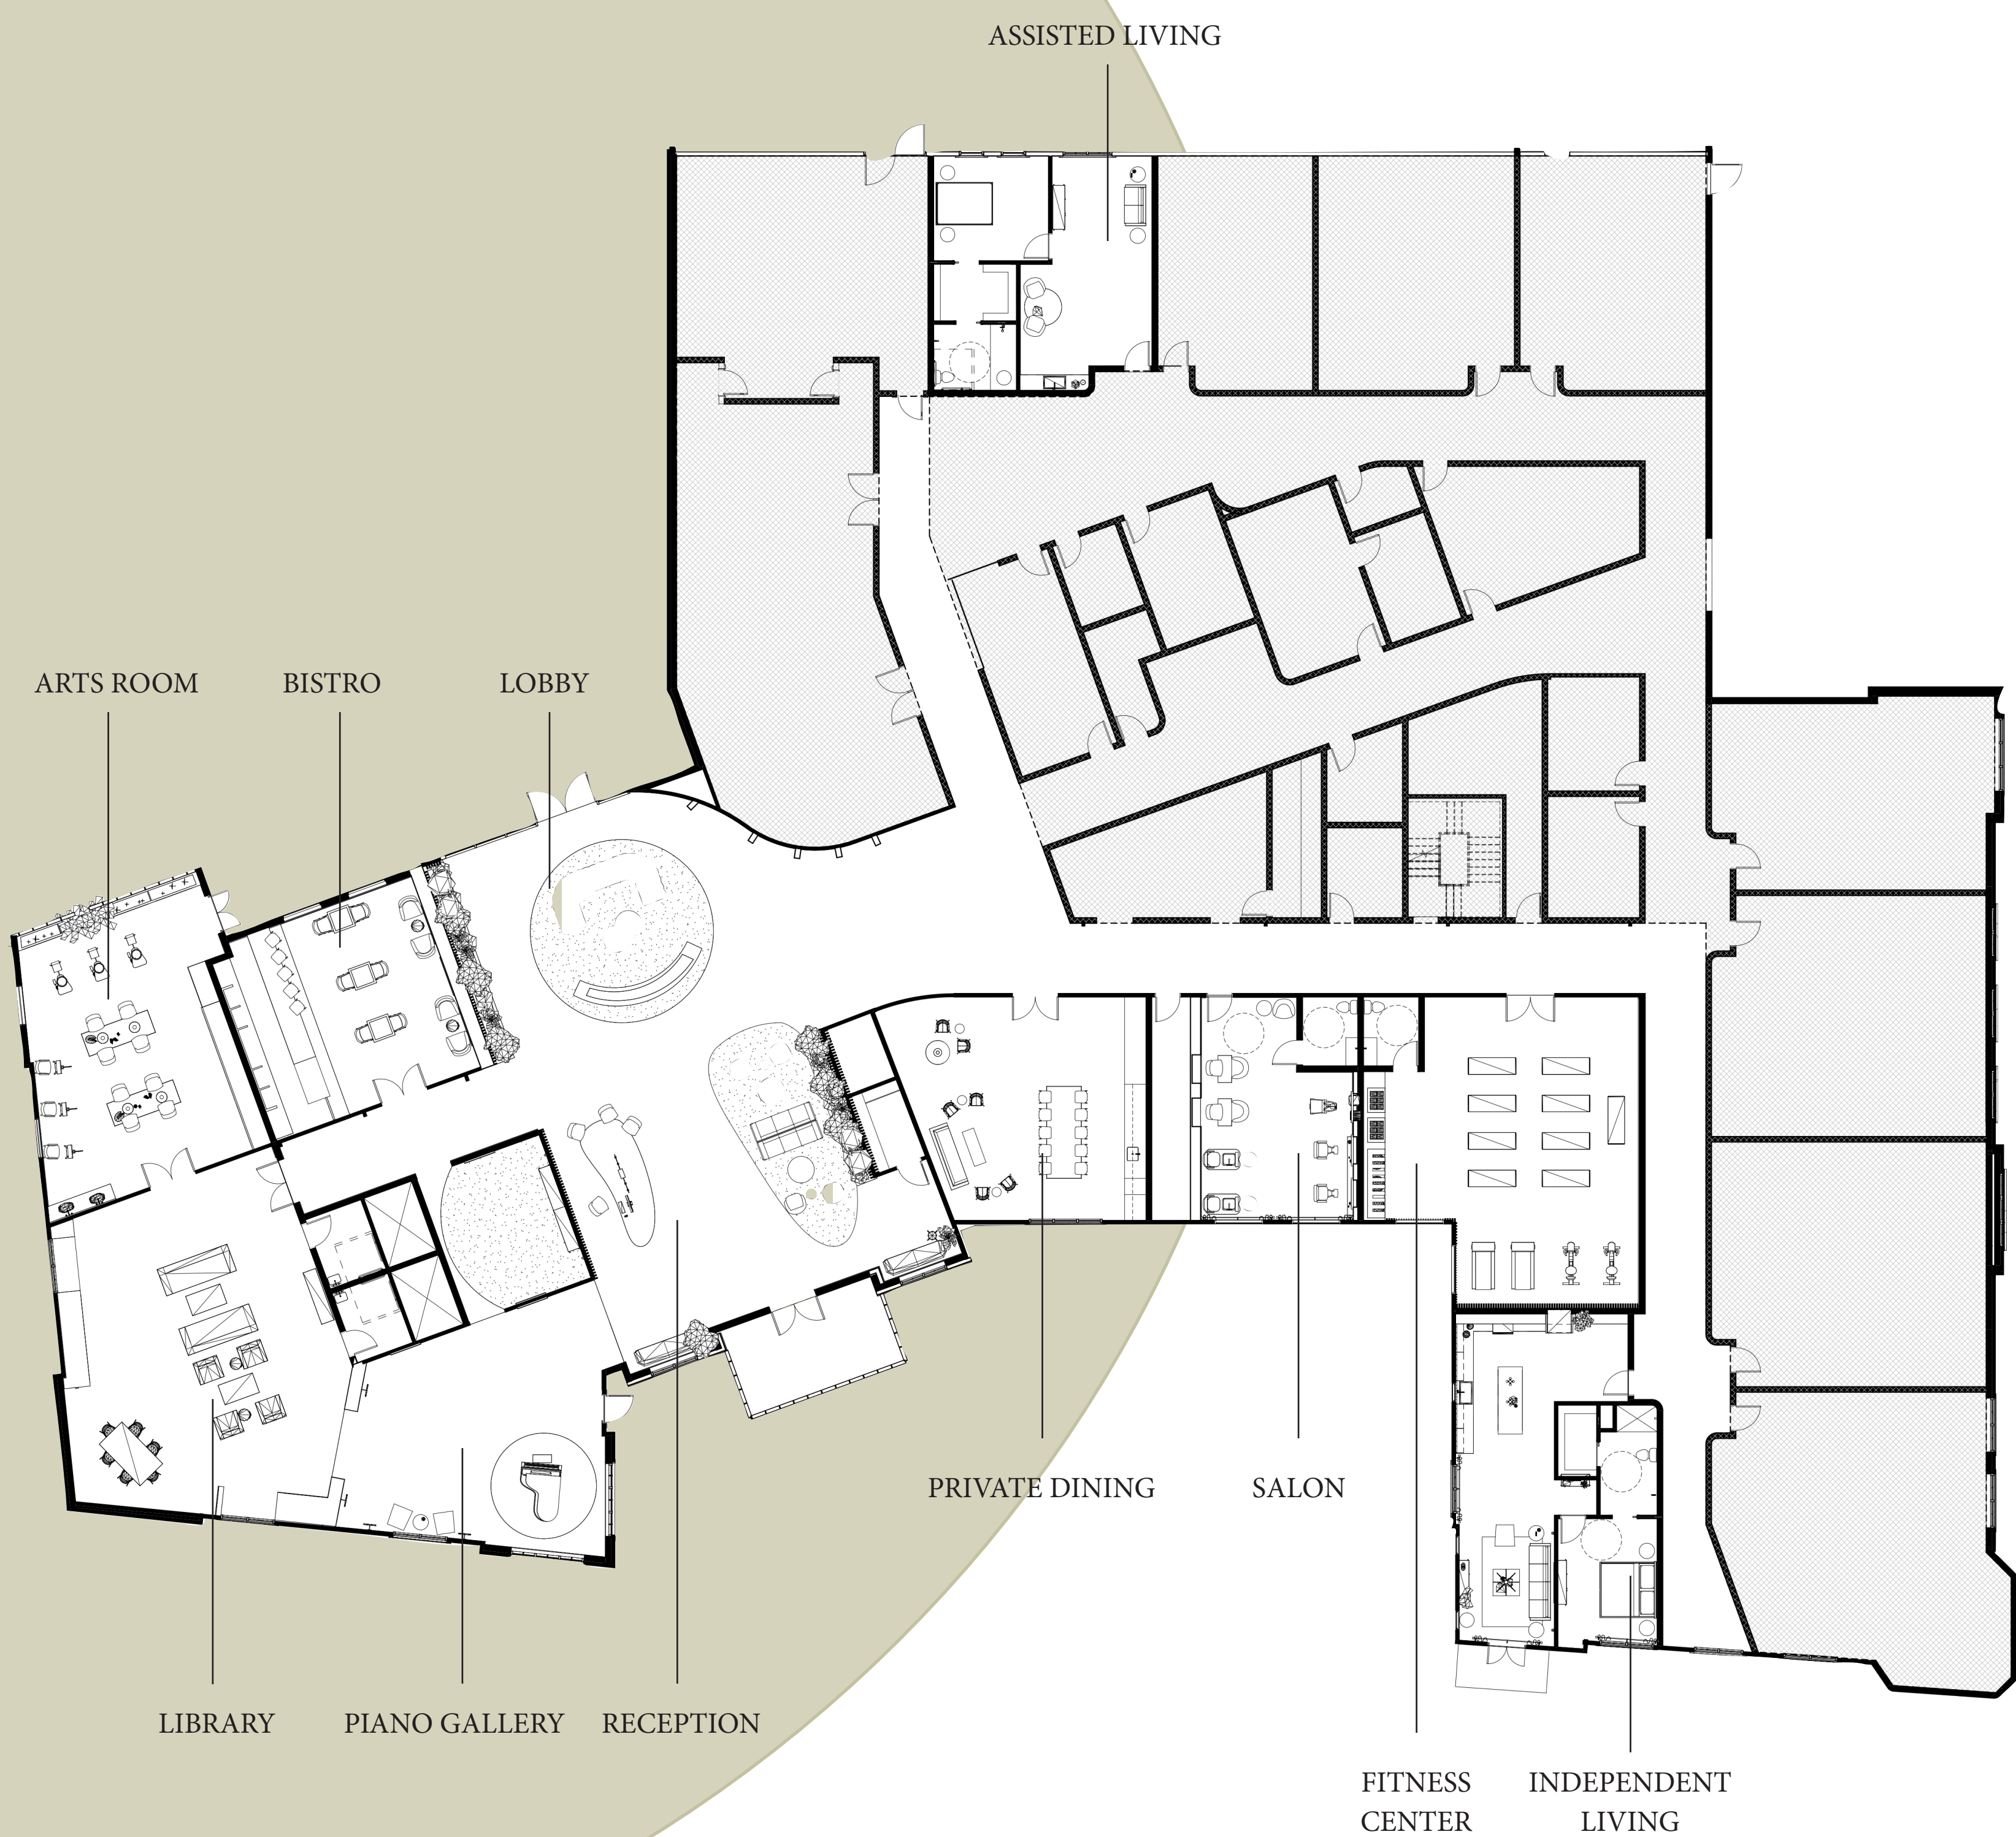 ASSISTED LIVING
ARTS ROOM
BISTRO
LOBBY
PRIVATE DINING
SALON
LIBRARY
PIANO GALLERY
RECEPTION
FITNESS
CENTER
INDEPENDENT
LIVING